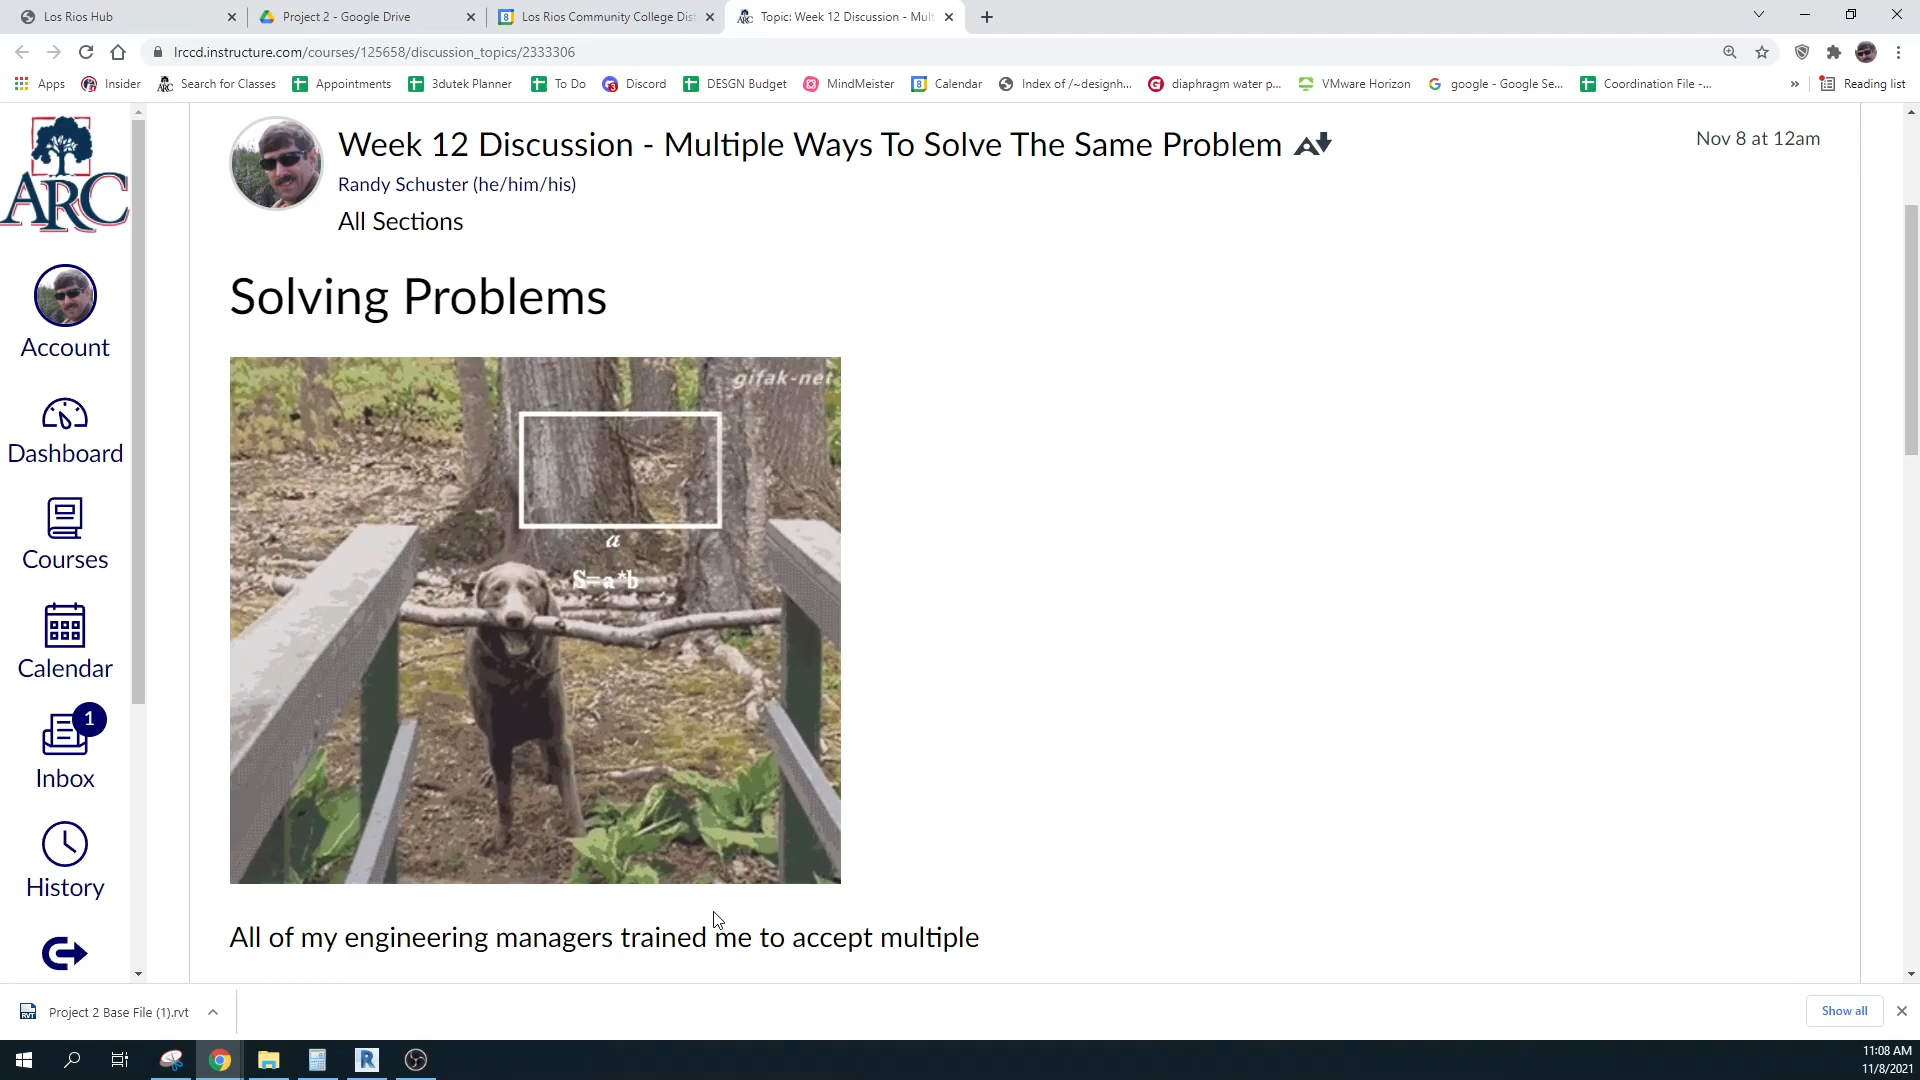 Los Rios Hub
Project 2 - Google Drive
Los Rios Community College Dist
Topic: Week 12 Discussion - Mult
lrccd.instructure.com/courses/125658/discussion_topics/2333306
Apps
Insider
Search for Classes
Appointments
3dutek Planner
To Do
Discord
DESGN Budget
MindMeister
Calendar
Index of /~designh...
diaphragm water p...
VMware Horizon
google - Google Se...
Coordination File -...
»
Reading list
ARC
Account
Dashboard
Courses
Calendar
1
Inbox
History
Week 12 Discussion - Multiple Ways To Solve The Same Problem
Nov 8 at 12am
Randy Schuster (he/him/his)
All Sections
Solving Problems
gifak-net
a
S=a*b
All of my engineering managers trained me to accept multiple
Project 2 Base File (1).rvt
Show all
11:08 AM
11/8/2021